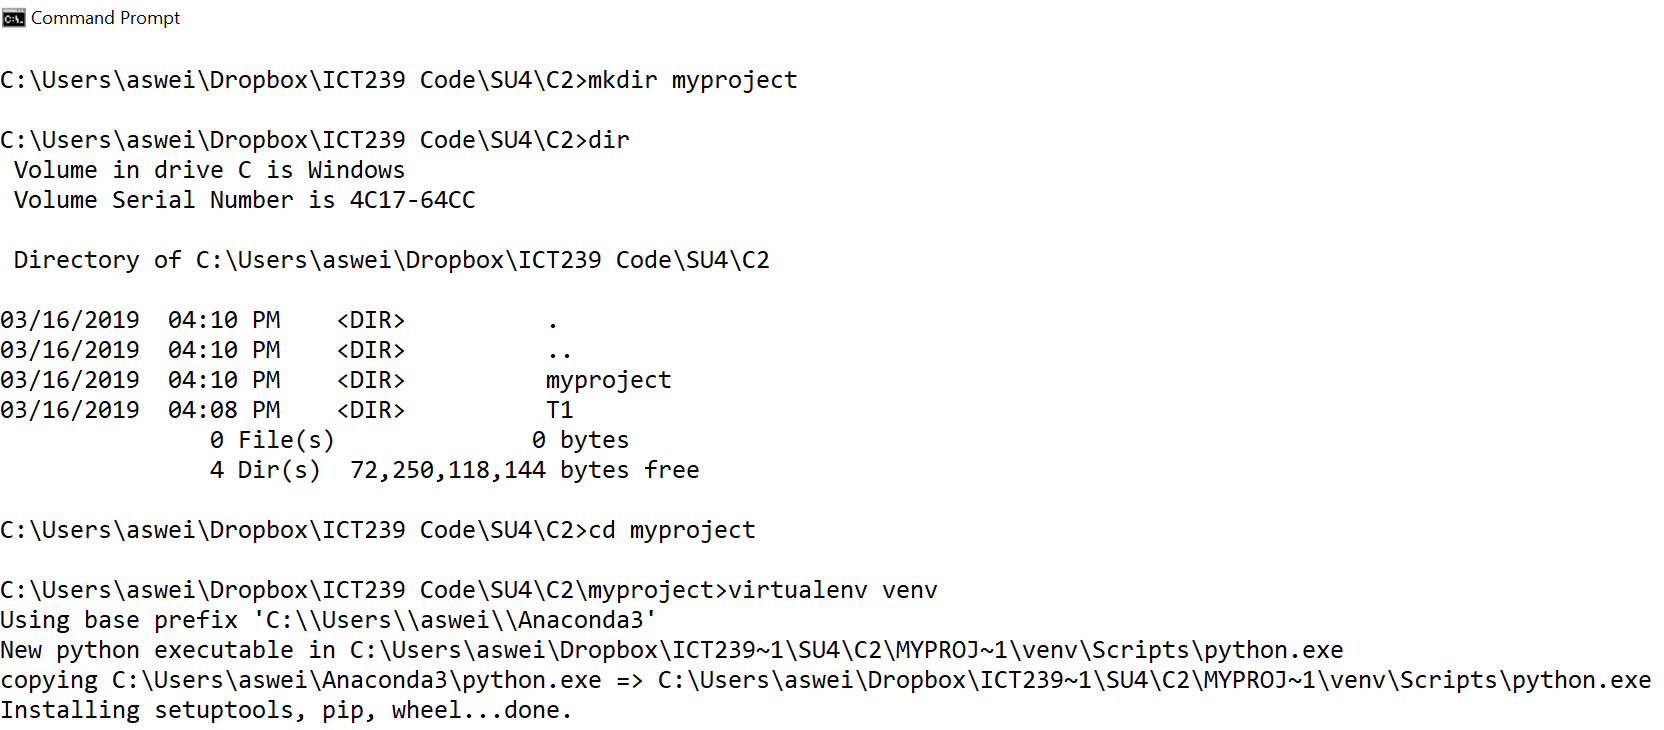 Command Prompt
C:\Users\aswei\Dropbox\ICT239 Code\SU4\C2>mkdir myproject
C:\Users\aswei\Dropbox\ICT239 Code\SU4\C2>dir
Volume in drive C is Windows
Volume Serial Number is 4C17-64CC
Directory of C:\Users\aswei\Dropbox\ICT239 Code\SU4\C2
03/16/2019  04:10 PM    <DIR>          .
03/16/2019  04:10 PM    <DIR>          ..
03/16/2019  04:10 PM    <DIR>          myproject
03/16/2019  04:08 PM    <DIR>          T1
               0 File(s)              0 bytes
               4 Dir(s)  72,250,118,144 bytes free
C:\Users\aswei\Dropbox\ICT239 Code\SU4\C2>cd myproject
C:\Users\aswei\Dropbox\ICT239 Code\SU4\C2\myproject>virtualenv venv
Using base prefix 'C:\\Users\\aswei\\Anaconda3'
New python executable in C:\Users\aswei\Dropbox\ICT239~1\SU4\C2\MYPROJ~1\venv\Scripts\python.exe
copying C:\Users\aswei\Anaconda3\python.exe => C:\Users\aswei\Dropbox\ICT239~1\SU4\C2\MYPROJ~1\venv\Scripts\python.exe
Installing setuptools, pip, wheel...done.